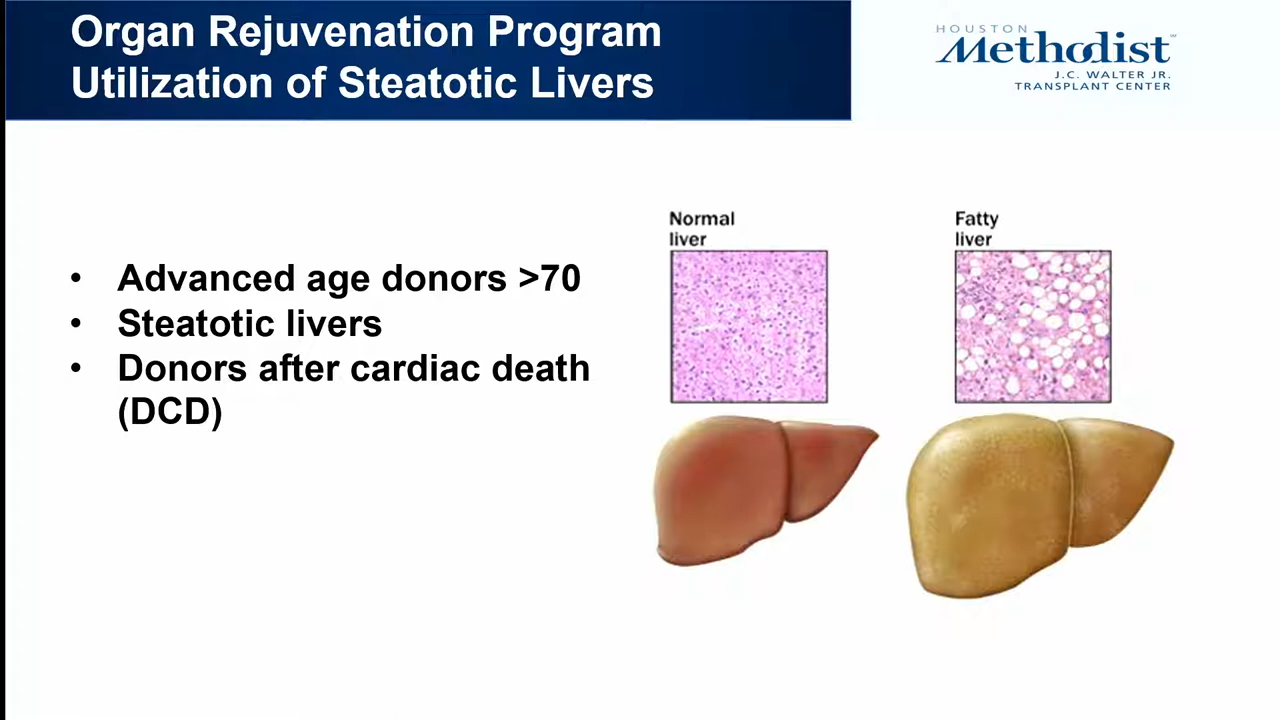 Organ Rejuvenation Program
Utilization of Steatotic Livers
HOUSTON
Methodist
J.C. WALTER JR.
TRANSPLANT CENTER
• Advanced age donors >70
• Steatotic livers
• Donors after cardiac death
(DCD)
Normal
liver
Fatty
liver